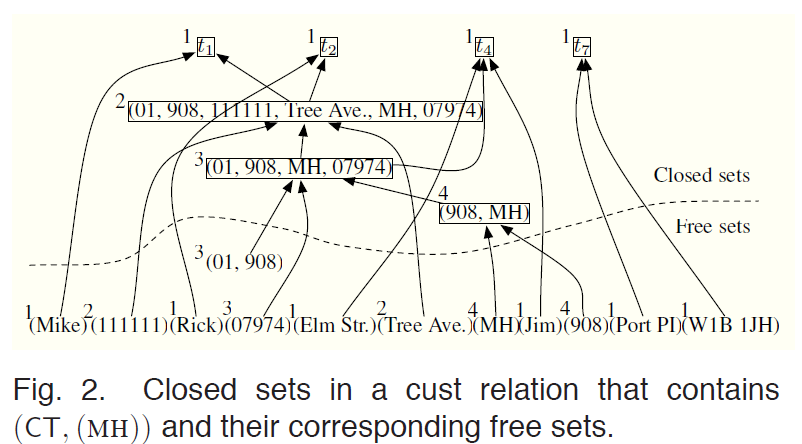 1 t1 1 t2 1 t4 1 t7
2 (01, 908, 111111, Tree Ave., MH, 07974)
3 (01, 908, MH, 07974)
Closed sets
4
(908, MH)
Free sets
3 (01, 908)
1 (Mike) 2 (111111) 1 (Rick) 3 (07974) 1 (Elm Str.) 2 (Tree Ave.) 4 (MH) 1 (Jim) 4 (908) 1 (Port PI) 1 (W1B 1JH)
Fig. 2. Closed sets in a cust relation that contains
(CT, (MH)) and their corresponding free sets.